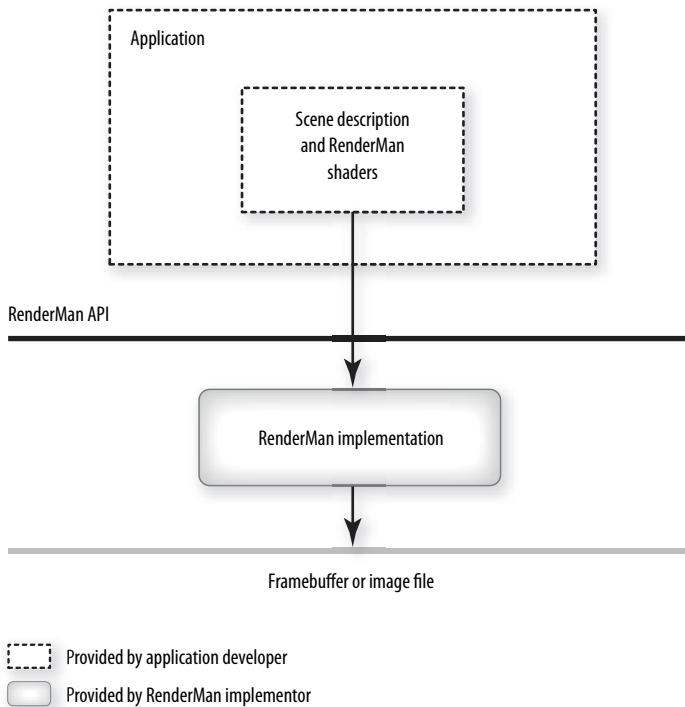 Application
Scene description
and RenderMan
shaders
RenderMan API
RenderMan implementation
Framebuffer or image file
Provided by application developer
Provided by RenderMan implementor